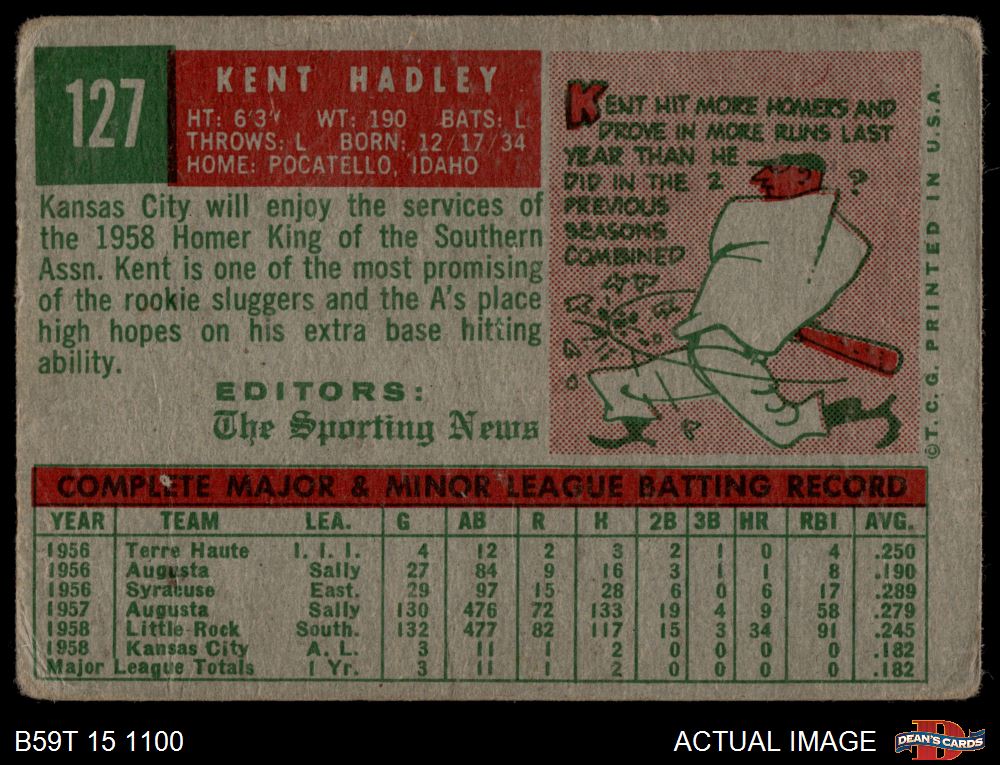 127
KENT HADLEY
HT: 6'3" WT: 190 BATS: L
THROWS: L BORN: 12/17/34
HOME: POCATELLO, IDAHO
Kansas City will enjoy the services of
the 1958 Homer King of the Southern
Assn. Kent is one of the most promising
of the rookie sluggers and the A's place
high hopes on his extra base hitting
ability.
EDITORS:
The Sporting News
KENT HIT MORE HOMERS AND
DROVE IN MORE RUNS LAST
YEAR THAN HE
DID IN THE 2
PREVIOUS
SEASONS
COMBINED
?
© T. C. G. PRINTED IN U.S.A.
COMPLETE MAJOR & MINOR LEAGUE BATTING RECORD
YEAR TEAM LEA. G AB R H 2B 3B HR RBI AVG.
1956 Terre Haute I. I. I. 4 12 2 3 2 1 0 4 .250
1956 Augusta Sally 27 84 9 16 3 1 1 8 .190
1956 Syracuse East. 29 97 15 28 6 0 6 17 .289
1957 Augusta Sally 130 476 72 133 19 4 9 58 .279
1958 Little Rock South. 132 477 82 117 15 3 34 91 .245
1958 Kansas City A. L. 3 11 1 2 0 0 0 0 .182
Major League Totals 1 Yr. 3 11 1 2 0 0 0 0 .182
B59T 15 1100
ACTUAL IMAGE
D
DEAN'S CARDS